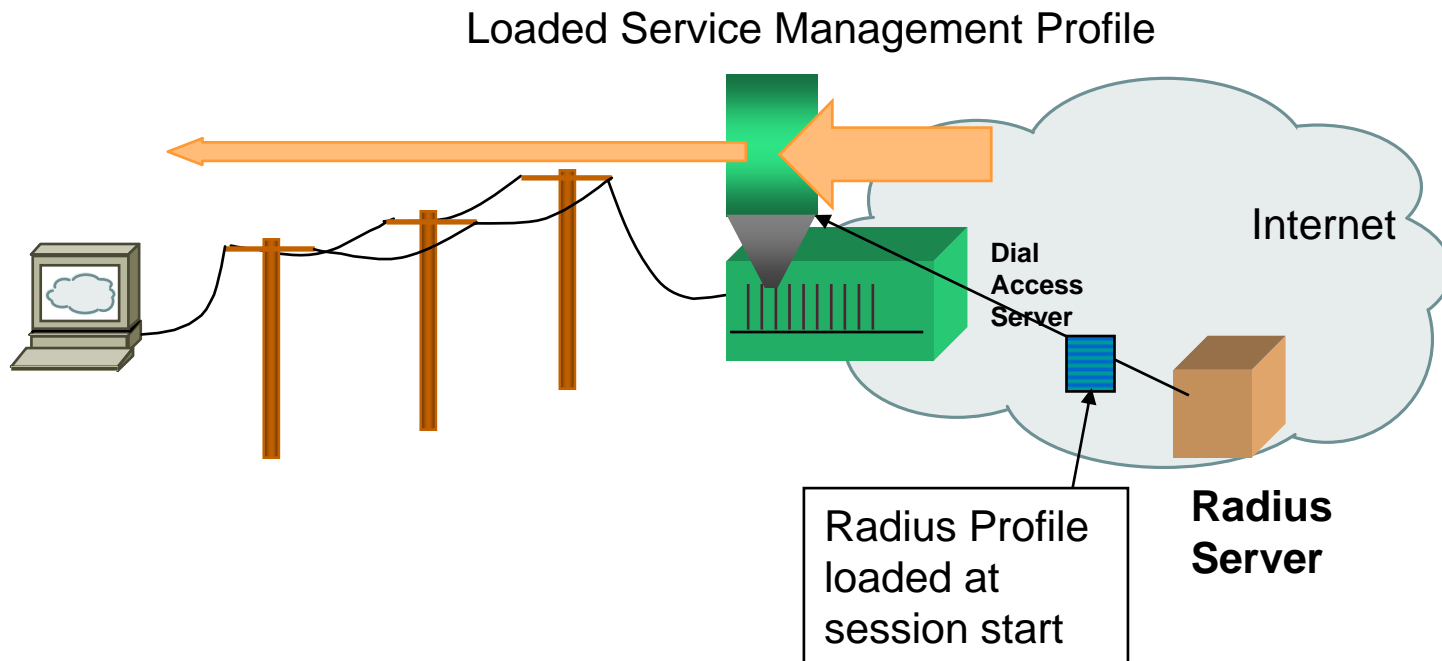 Loaded Service Management Profile
Internet
Dial
Access
Server
Radius
Server
Radius Profile
loaded at
session start